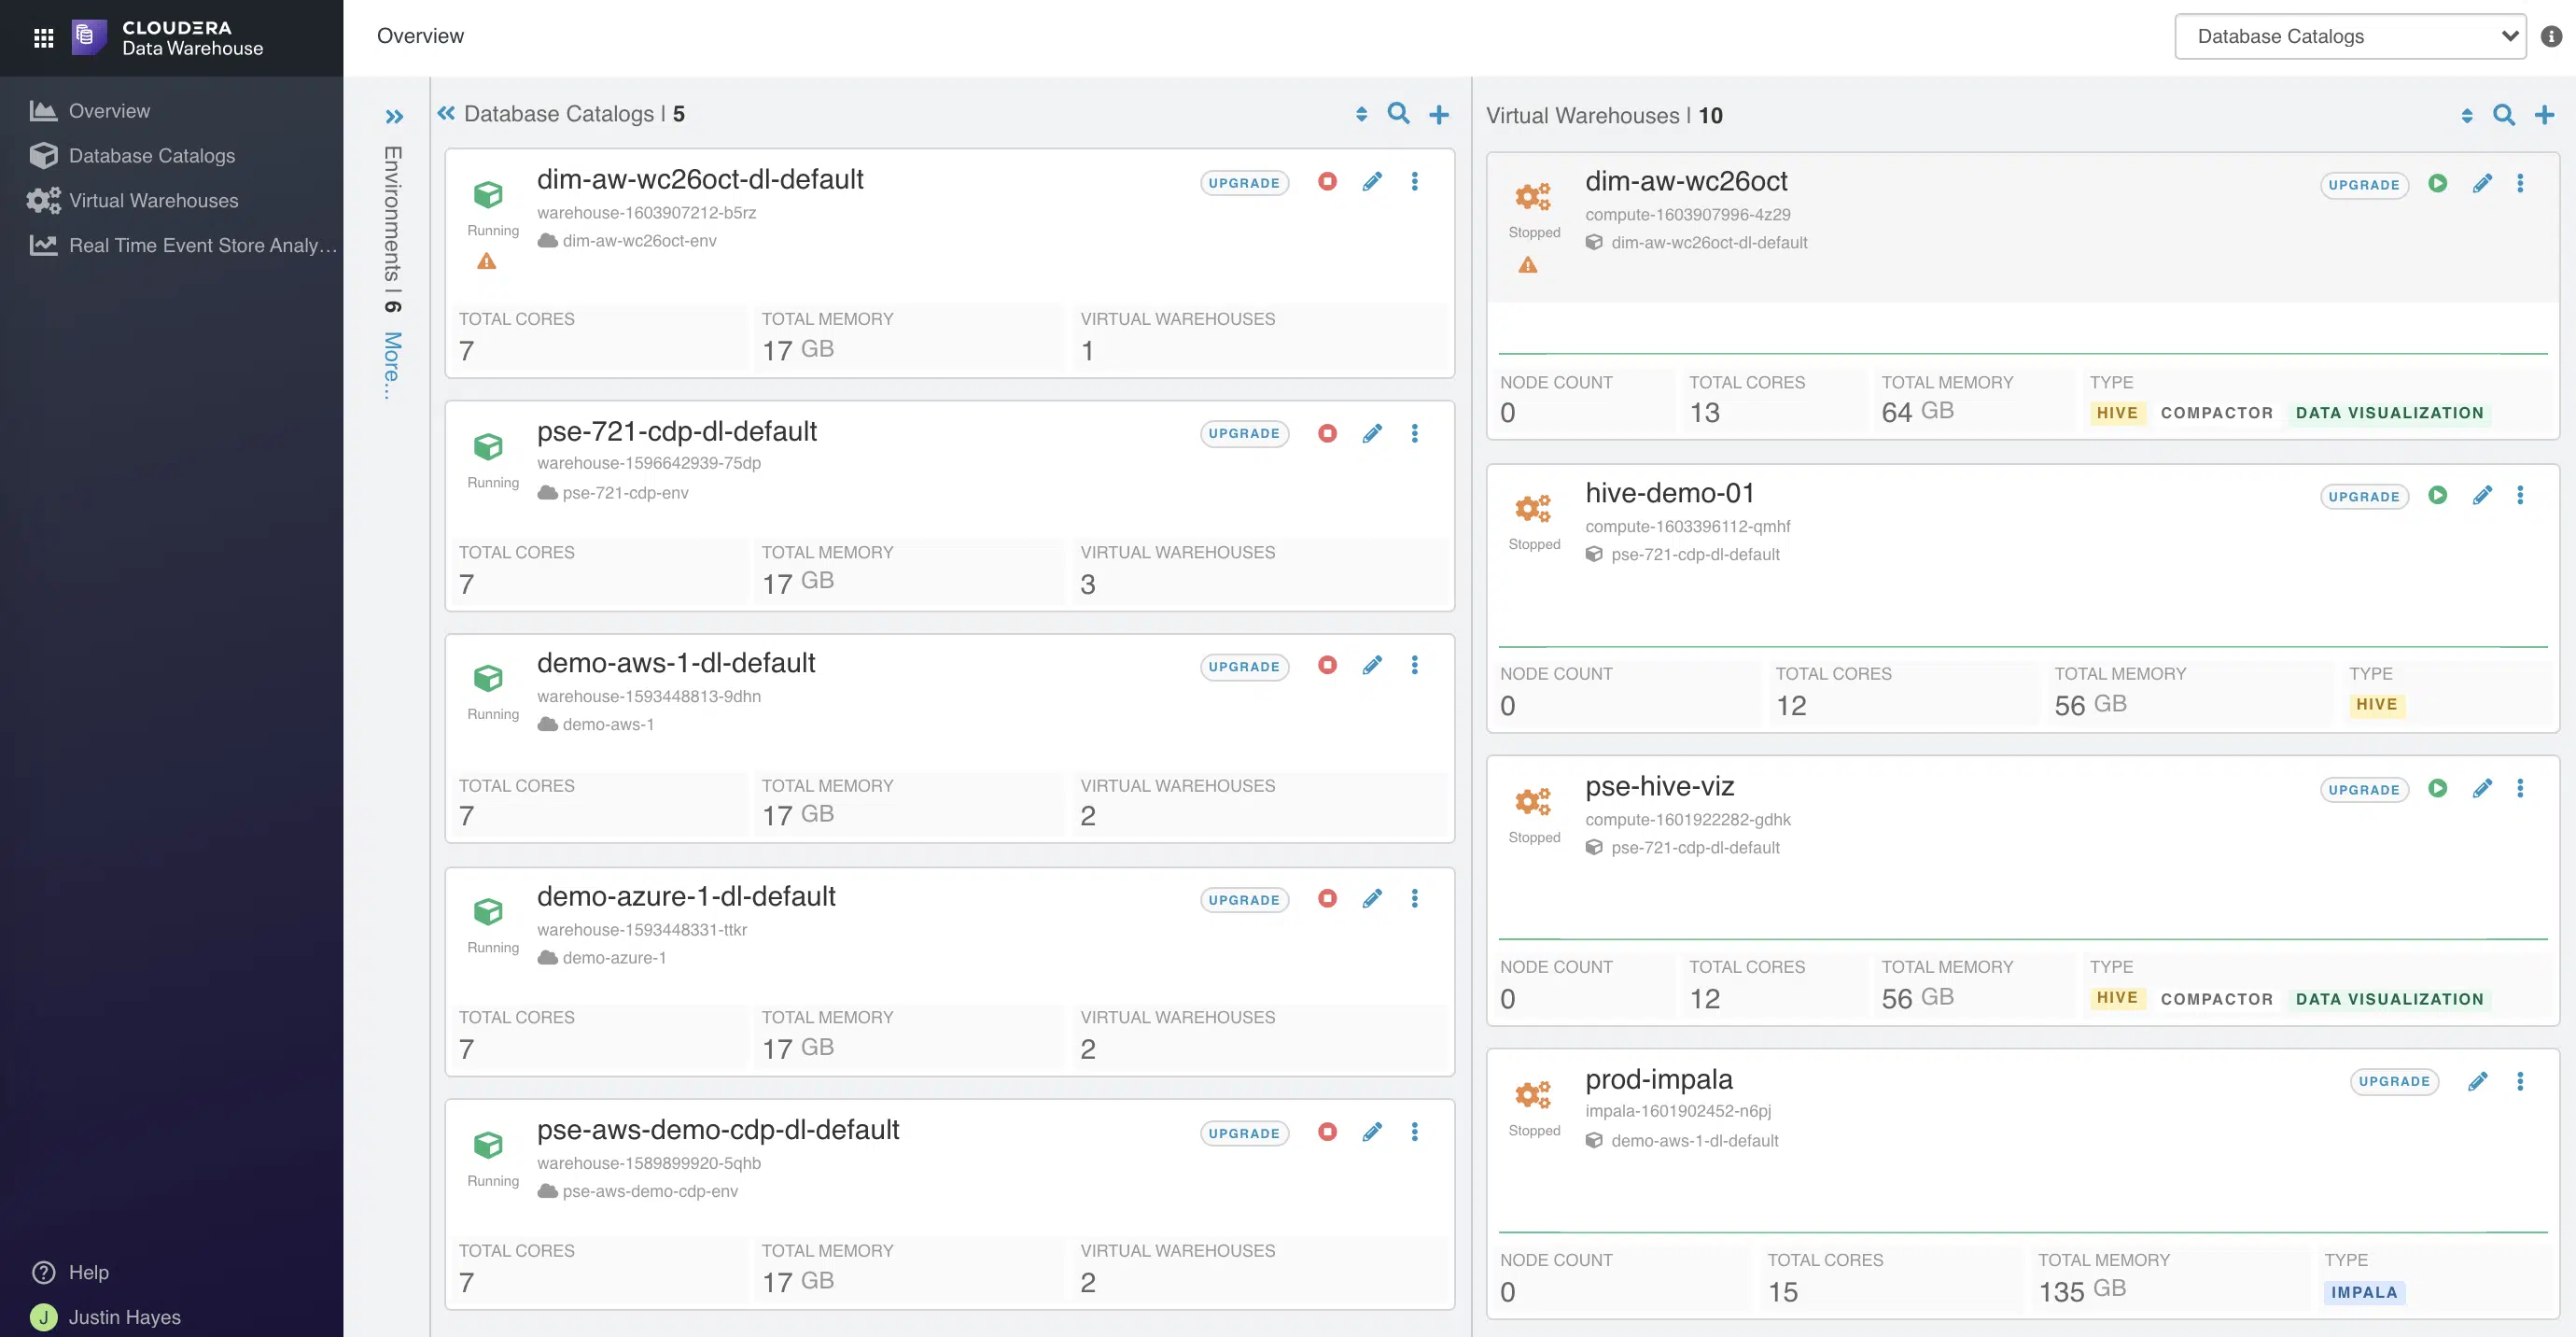 CLOUDERA
Data Warehouse
Overview
Database Catalogs
Virtual Warehouses
Real Time Event Store Analy...
Help
J
Justin Hayes
Overview
Database Catalogs
Environments | 6 More...
Database Catalogs | 5
dim-aw-wc26oct-dl-default
UPGRADE
warehouse-1603907212-b5rz
Running
dim-aw-wc26oct-env
TOTAL CORES TOTAL MEMORY VIRTUAL WAREHOUSES
7 17 GB 1
pse-721-cdp-dl-default
UPGRADE
warehouse-1596642939-75dp
Running
pse-721-cdp-env
TOTAL CORES TOTAL MEMORY VIRTUAL WAREHOUSES
7 17 GB 3
demo-aws-1-dl-default
UPGRADE
warehouse-1593448813-9dhn
Running
demo-aws-1
TOTAL CORES TOTAL MEMORY VIRTUAL WAREHOUSES
7 17 GB 2
demo-azure-1-dl-default
UPGRADE
warehouse-1593448331-ttkr
Running
demo-azure-1
TOTAL CORES TOTAL MEMORY VIRTUAL WAREHOUSES
7 17 GB 2
pse-aws-demo-cdp-dl-default
UPGRADE
warehouse-1589899920-5qhb
Running
pse-aws-demo-cdp-env
TOTAL CORES TOTAL MEMORY VIRTUAL WAREHOUSES
7 17 GB 2
Virtual Warehouses | 10
dim-aw-wc26oct
UPGRADE
compute-1603907996-4z29
Stopped
dim-aw-wc26oct-dl-default
NODE COUNT TOTAL CORES TOTAL MEMORY TYPE
0 13 64 GB HIVE COMPACTOR DATA VISUALIZATION
hive-demo-01
UPGRADE
compute-1603396112-qmhf
Stopped
pse-721-cdp-dl-default
NODE COUNT TOTAL CORES TOTAL MEMORY TYPE
0 12 56 GB HIVE
pse-hive-viz
UPGRADE
compute-1601922282-gdhk
Stopped
pse-721-cdp-dl-default
NODE COUNT TOTAL CORES TOTAL MEMORY TYPE
0 12 56 GB HIVE COMPACTOR DATA VISUALIZATION
prod-impala
UPGRADE
impala-1601902452-n6pj
Stopped
demo-aws-1-dl-default
NODE COUNT TOTAL CORES TOTAL MEMORY TYPE
0 15 135 GB IMPALA